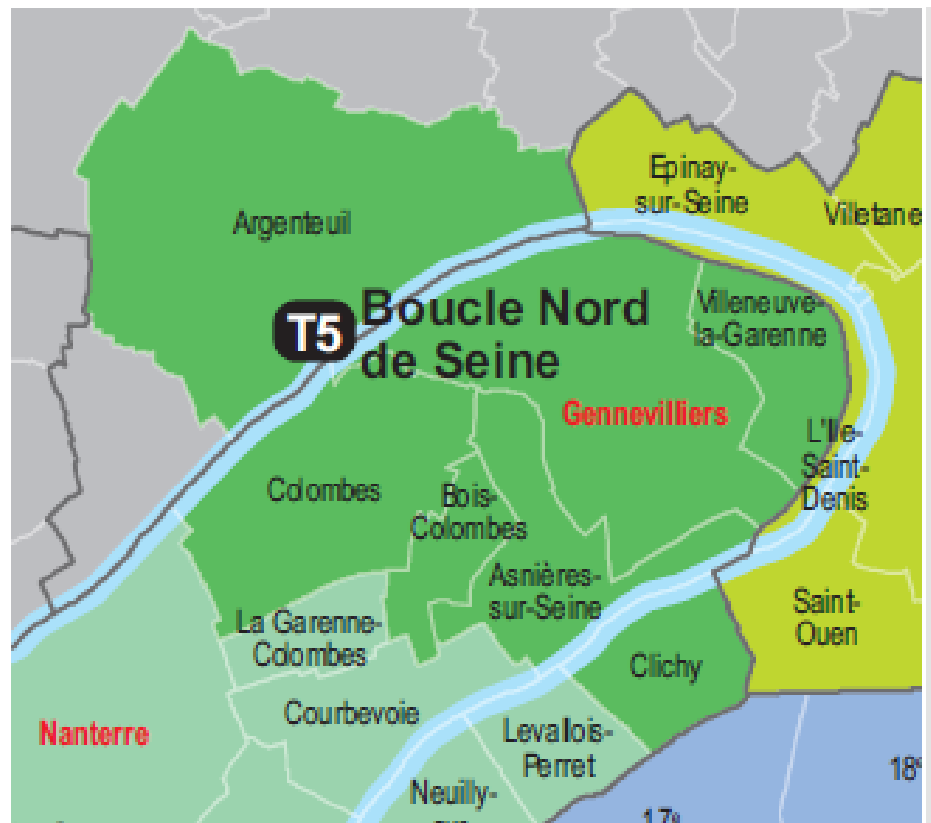 Epinay-
sur-Seine
Villetane
Argenteuil
T5 Boucle Nord
de Seine
Villeneuve-
la-Garenne
Gennevilliers
L'Ile-
Saint-
Denis
Colombes
Bois-
Colombes
Asnières-
sur-Seine
Saint-
Ouen
La Garenne-
Colombes
Clichy
Courbevoie
Nanterre
Levallois-
Perret
Neuilly-
18e
17e